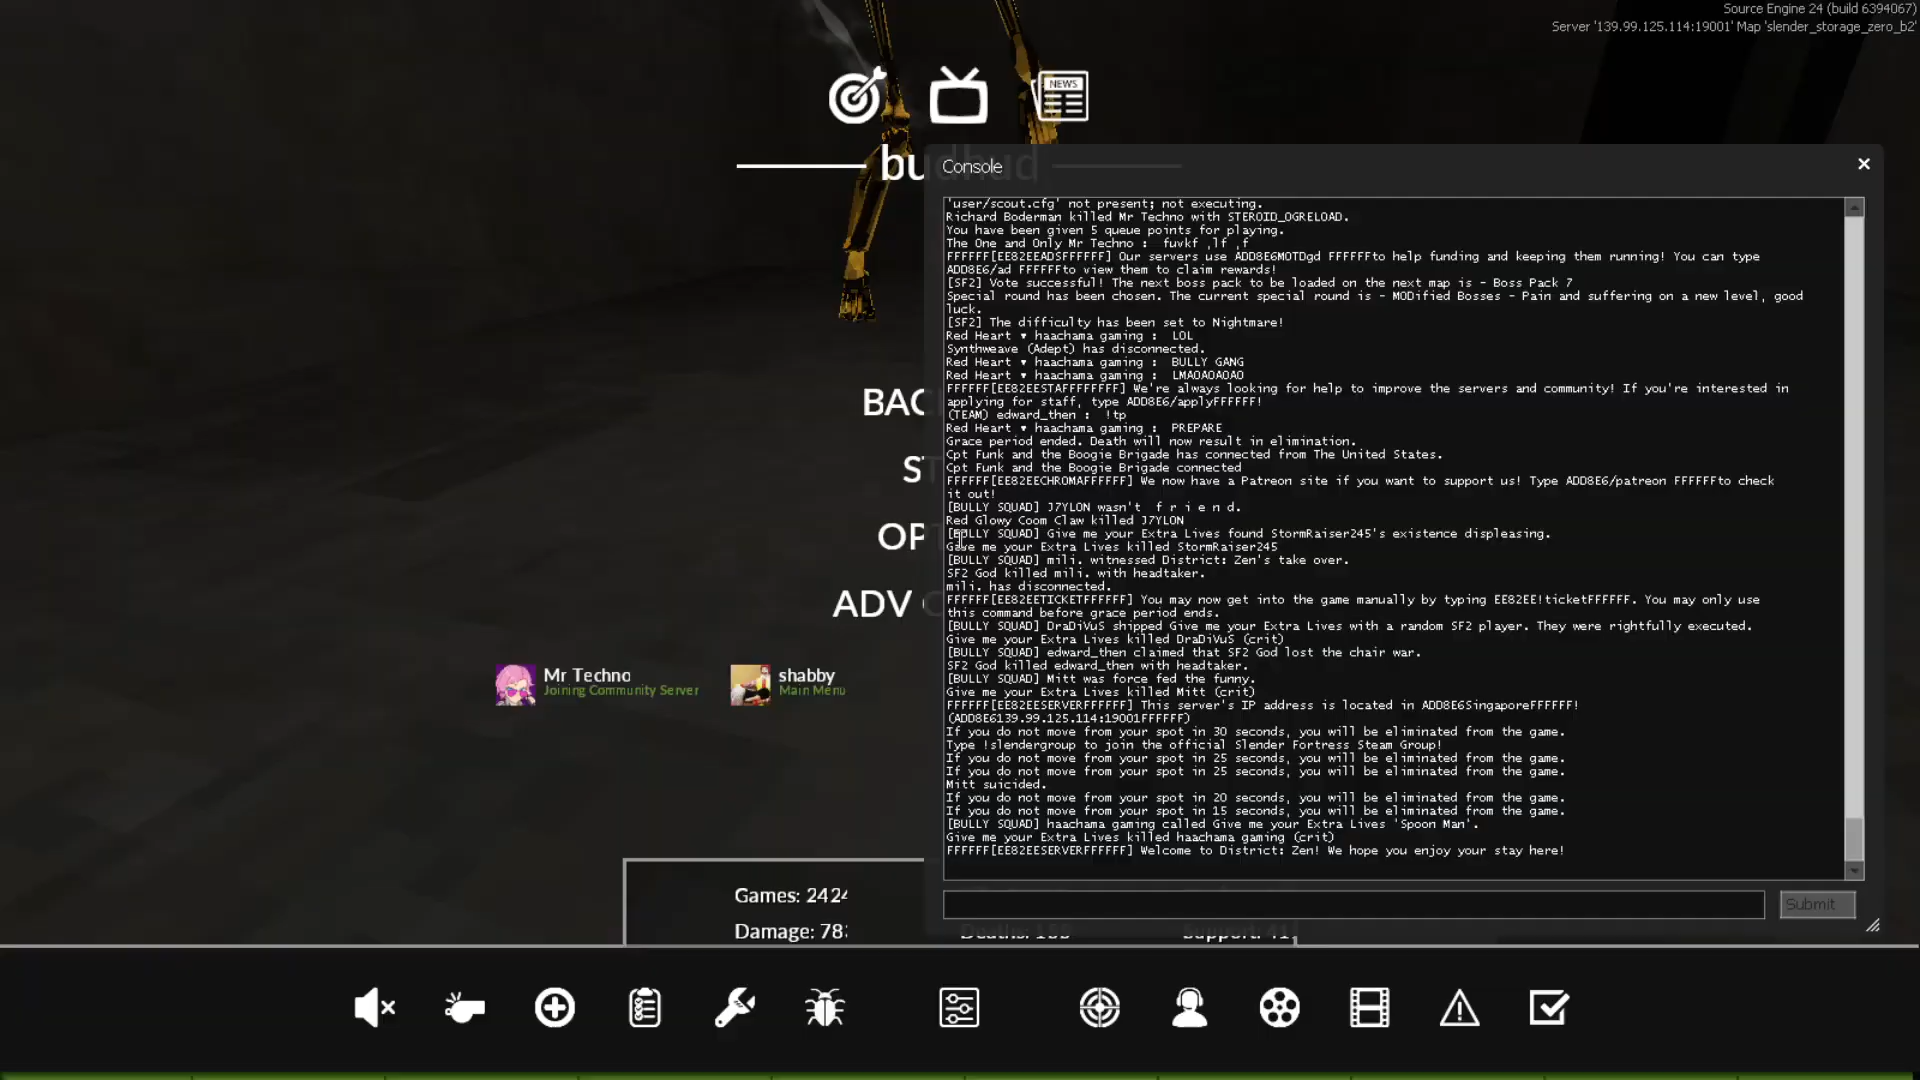 Source Engine 24 (build 6394067)
Server '139.99.125.114:19001' Map 'slender_storage_zero_b2'
NEWS
budhud
Console
'user/scout.cfg' not present; not executing.
Richard Boderman killed Mr Techno with STEROID_OGRELOAD.
You have been given 5 queue points for playing.
The One and Only Mr Techno :  fuvkf ,lf ,f
FFFFFF[EE82EEADSFFFFFF] Our servers use ADD8E6MOTDgd FFFFFFto help funding and keeping them running! You can type
ADD8E6/ad FFFFFFto view them to claim rewards!
[SF2] Vote successful! The next boss pack to be loaded on the next map is - Boss Pack 7
Special round has been chosen. The current special round is - MODified Bosses - Pain and suffering on a new level, good
luck.
[SF2] The difficulty has been set to Nightmare!
Red Heart ♥ haachama gaming :  LOL
Synthweave (Adept) has disconnected.
Red Heart ♥ haachama gaming :  BULLY GANG
Red Heart ♥ haachama gaming :  LMAOAOAOAO
FFFFFF[EE82EESTAFFFFFFFF] We're always looking for help to improve the servers and community! If you're interested in
applying for staff, type ADD8E6/applyFFFFFF!
(TEAM) edward_then :  !tp
Red Heart ♥ haachama gaming :  PREPARE
Grace period ended. Death will now result in elimination.
Cpt Funk and the Boogie Brigade has connected from The United States.
Cpt Funk and the Boogie Brigade connected
FFFFFF[EE82EECHROMAFFFFFF] We now have a Patreon site if you want to support us! Type ADD8E6/patreon FFFFFFto check
it out!
[BULLY SQUAD] J7YLON wasn't f r i e n d.
Red Glowy Coom Claw killed J7YLON
[BULLY SQUAD] Give me your Extra Lives found StormRaiser245's existence displeasing.
Give me your Extra Lives killed StormRaiser245
[BULLY SQUAD] mili. witnessed District: Zen's take over.
SF2 God killed mili. with headtaker.
mili. has disconnected.
FFFFFF[EE82EETICKETFFFFFF] You may now get into the game manually by typing EE82EE!ticketFFFFFF. You may only use
this command before grace period ends.
[BULLY SQUAD] DraDiVuS shipped Give me your Extra Lives with a random SF2 player. They were rightfully executed.
Give me your Extra Lives killed DraDiVuS (crit)
[BULLY SQUAD] edward_then claimed that SF2 God lost the chair war.
SF2 God killed edward_then with headtaker.
[BULLY SQUAD] Mitt was force fed the funny.
Give me your Extra Lives killed Mitt (crit)
FFFFFF[EE82EESERVERFFFFFF] This server's IP address is located in ADD8E6SingaporeFFFFFF!
(ADD8E6139.99.125.114:19001FFFFFF)
If you do not move from your spot in 30 seconds, you will be eliminated from the game.
Type !slendergroup to join the official Slender Fortress Steam Group!
If you do not move from your spot in 25 seconds, you will be eliminated from the game.
If you do not move from your spot in 25 seconds, you will be eliminated from the game.
Mitt suicided.
If you do not move from your spot in 20 seconds, you will be eliminated from the game.
If you do not move from your spot in 15 seconds, you will be eliminated from the game.
[BULLY SQUAD] haachama gaming called Give me your Extra Lives 'Spoon Man'.
Give me your Extra Lives killed haachama gaming (crit)
FFFFFF[EE82EESERVERFFFFFF] Welcome to District: Zen! We hope you enjoy your stay here!
Submit
ADV
Mr Techno
Joining Community Server
shabby
Main Menu
Games: 2424
Damage:
Support: